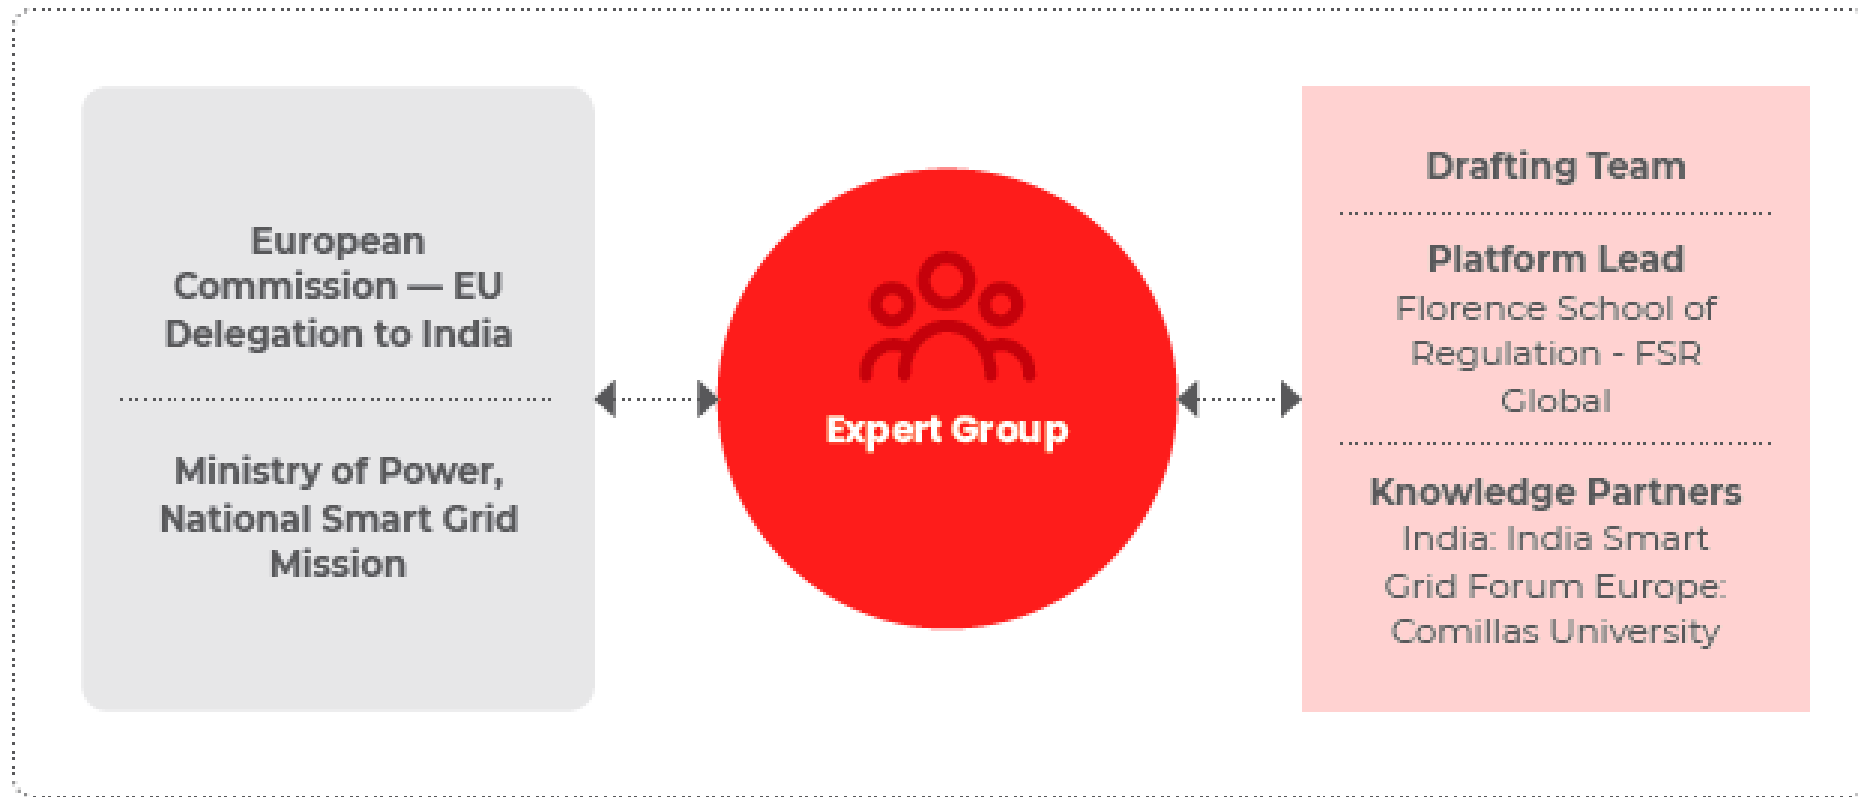 European
Commission — EU
Delegation to India
Ministry of Power,
National Smart Grid
Mission
Expert Group
Drafting Team
Platform Lead
Florence School of
Regulation - FSR
Global
Knowledge Partners
India: India Smart
Grid Forum Europe:
Comillas University